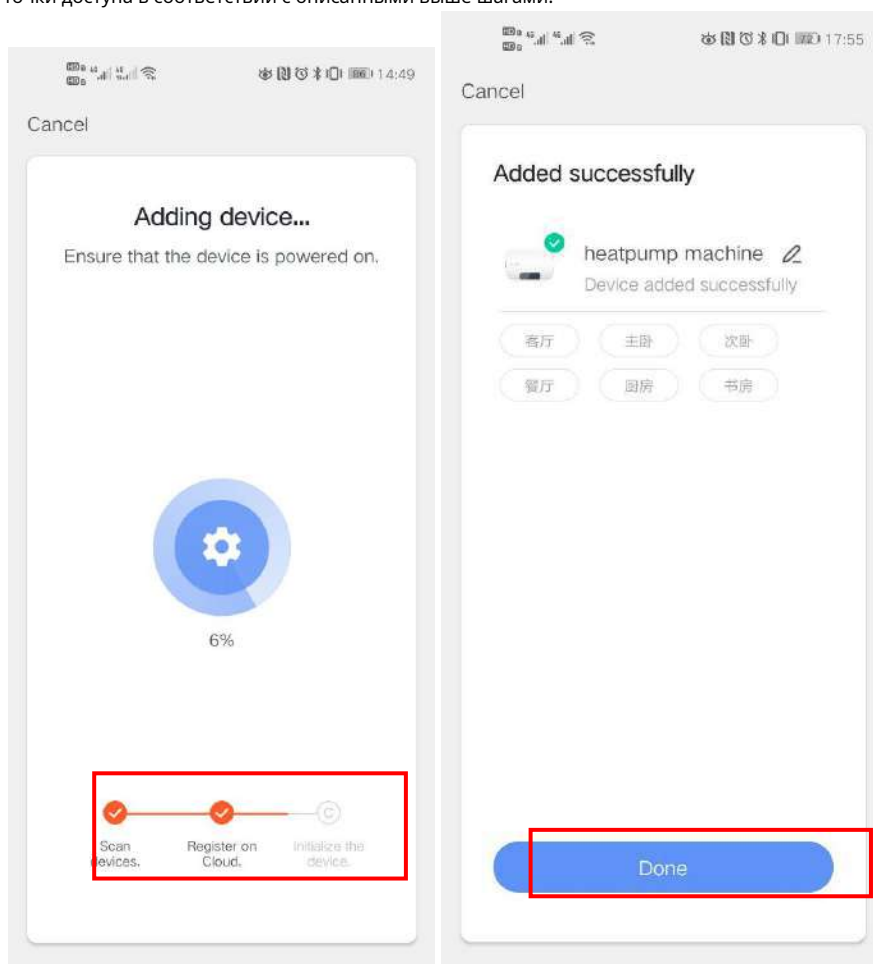 точки доступа в соответствии с описанными выше шагами.
14:49
Cancel
Adding device...
Ensure that the device is powered on.
6%
Scan devices.
Register on Cloud.
Initialize the device.
17:55
Cancel
Added successfully
heatpump machine
Device added successfully
客厅 主卧 次卧
餐厅 厨房 书房
Done